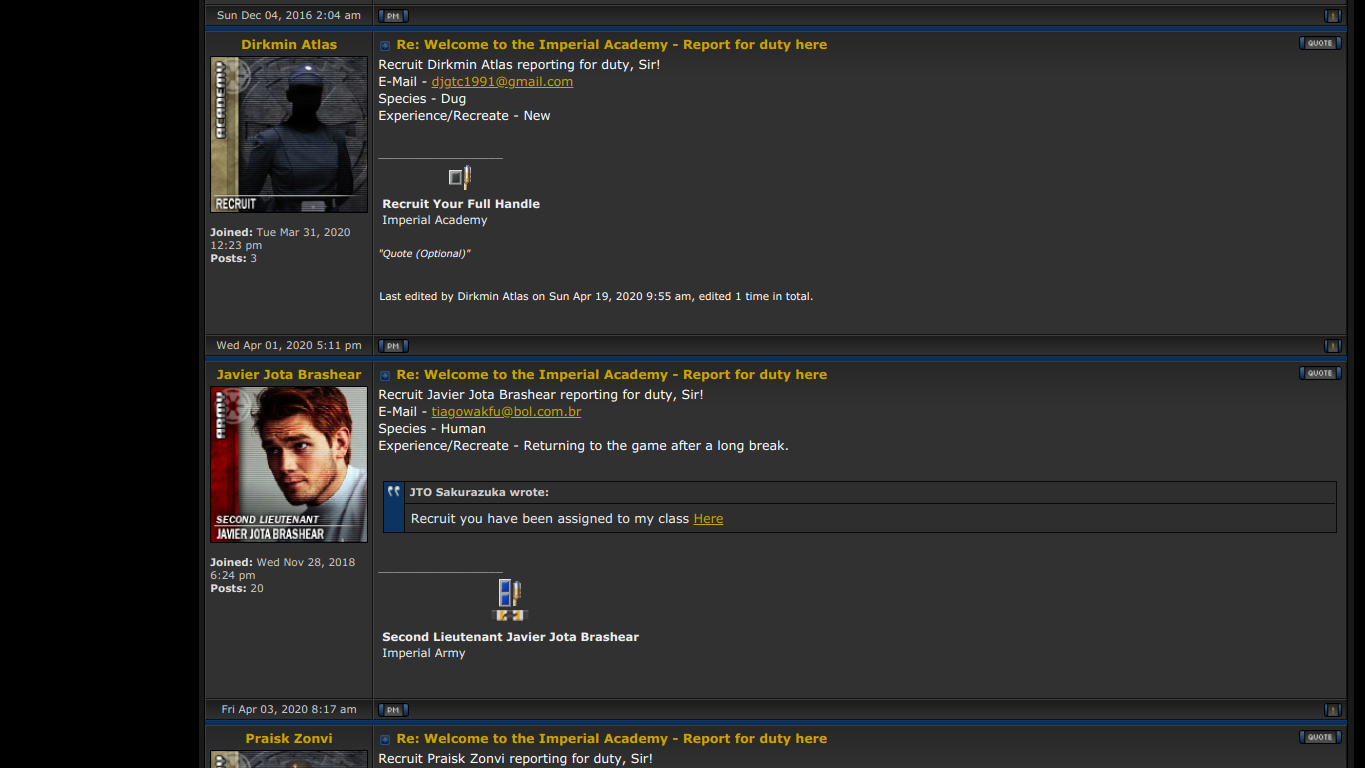 Sun Dec 04, 2016 2:04 am
PM
!
Dirkmin Atlas
Re: Welcome to the Imperial Academy - Report for duty here
QUOTE
ACADEMY
RECRUIT
Recruit Dirkmin Atlas reporting for duty, Sir!
E-Mail - djgtc1991@gmail.com
Species - Dug
Experience/Recreate - New
Recruit Your Full Handle
Imperial Academy
"Quote (Optional)"
Joined: Tue Mar 31, 2020
12:23 pm
Posts: 3
Last edited by Dirkmin Atlas on Sun Apr 19, 2020 9:55 am, edited 1 time in total.
Wed Apr 01, 2020 5:11 pm
PM
!
Javier Jota Brashear
Re: Welcome to the Imperial Academy - Report for duty here
QUOTE
ARMY
SECOND LIEUTENANT
JAVIER JOTA BRASHEAR
Recruit Javier Jota Brashear reporting for duty, Sir!
E-Mail - tiagowakfu@bol.com.br
Species - Human
Experience/Recreate - Returning to the game after a long break.
JTO Sakurazuka wrote:
Recruit you have been assigned to my class Here
Joined: Wed Nov 28, 2018
6:24 pm
Posts: 20
Second Lieutenant Javier Jota Brashear
Imperial Army
Fri Apr 03, 2020 8:17 am
PM
!
Praisk Zonvi
Re: Welcome to the Imperial Academy - Report for duty here
QUOTE
Recruit Praisk Zonvi reporting for duty, Sir!